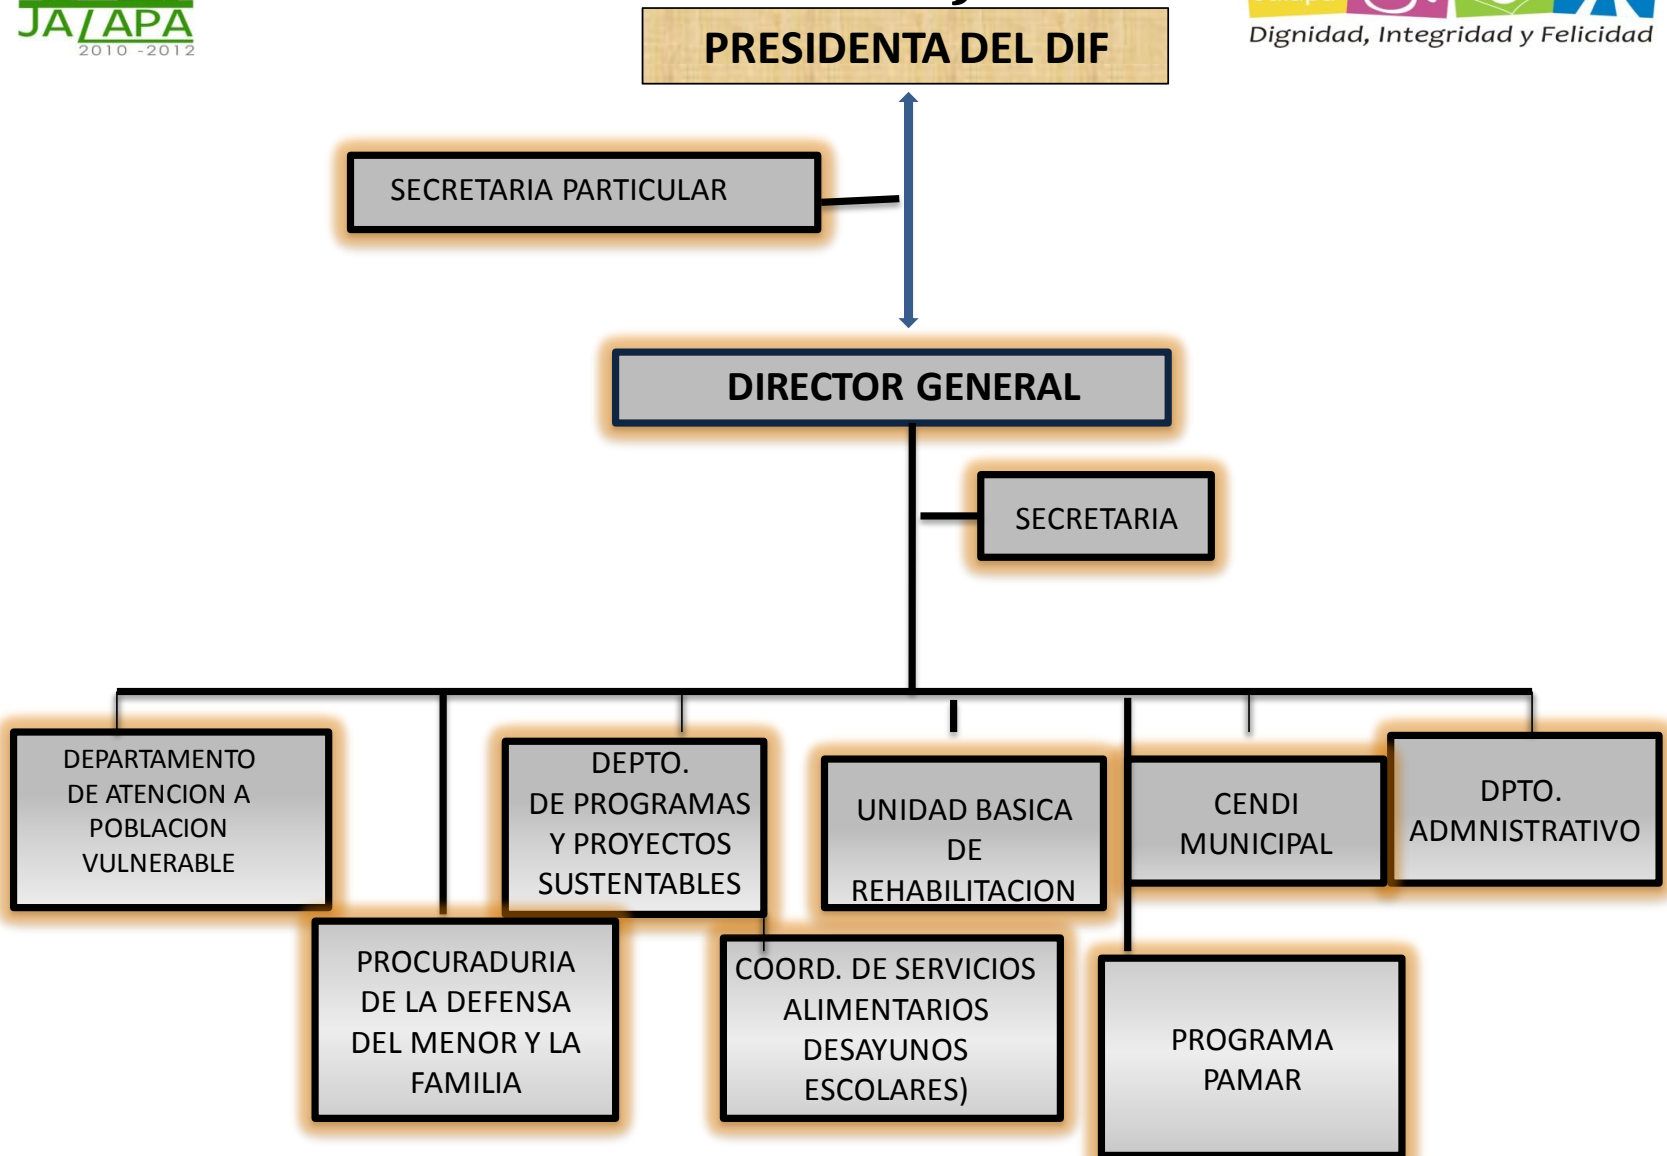 JALAPA
2010 -2012
Dignidad, Integridad y Felicidad
PRESIDENTA DEL DIF
SECRETARIA PARTICULAR
DIRECTOR GENERAL
SECRETARIA
DEPARTAMENTO
DE ATENCION A
POBLACION
VULNERABLE
DEPTO.
DE PROGRAMAS
Y PROYECTOS
SUSTENTABLES
UNIDAD BASICA
DE
REHABILITACION
CENDI
MUNICIPAL
DPTO.
ADMNISTRATIVO
PROCURADURIA
DE LA DEFENSA
DEL MENOR Y LA
FAMILIA
COORD. DE SERVICIOS
ALIMENTARIOS
DESAYUNOS
ESCOLARES)
PROGRAMA
PAMAR